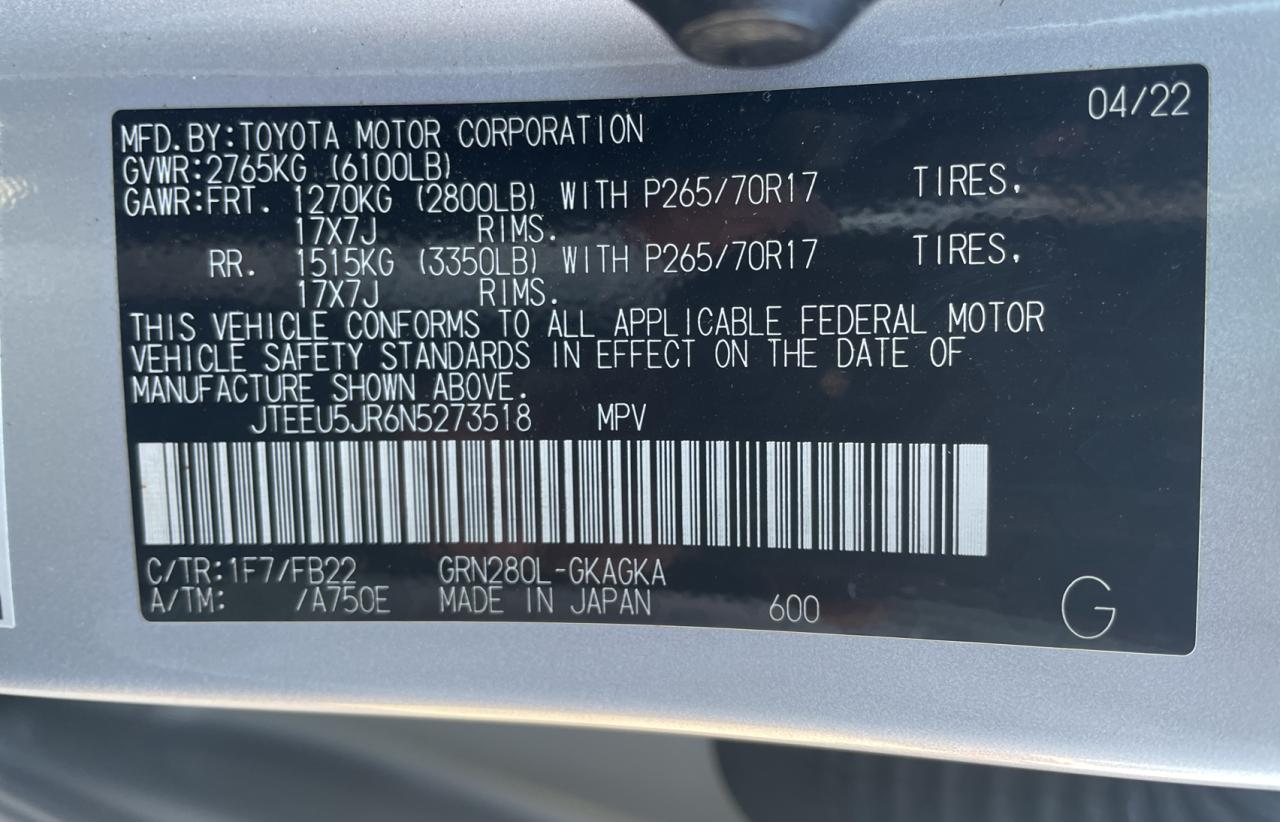 04/22
MFD.BY:TOYOTA MOTOR CORPORATION
GVWR:2765KG (6100LB)
GAWR:FRT. 1270KG (2800LB) WITH P265/70R17 TIRES,
17X7J RIMS.
RR. 1515KG (3350LB) WITH P265/70R17 TIRES,
17X7J RIMS.
THIS VEHICLE CONFORMS TO ALL APPLICABLE FEDERAL MOTOR
VEHICLE SAFETY STANDARDS IN EFFECT ON THE DATE OF
MANUFACTURE SHOWN ABOVE.
JTEEU5JR6N5273518 MPV
C/TR:1F7/FB22 GRN280L-GKAGKA
A/TM: /A750E MADE IN JAPAN 600 G